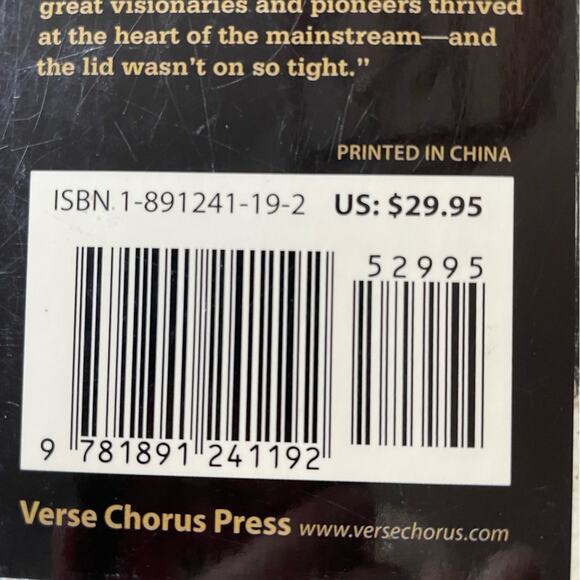 great visionaries and pioneers thrived
at the heart of the mainstream—and
the lid wasn't on so tight."
PRINTED IN CHINA
ISBN 1-891241-19-2 US: $29.95
52995
9 781891 241192
Verse Chorus Press www.versechorus.com